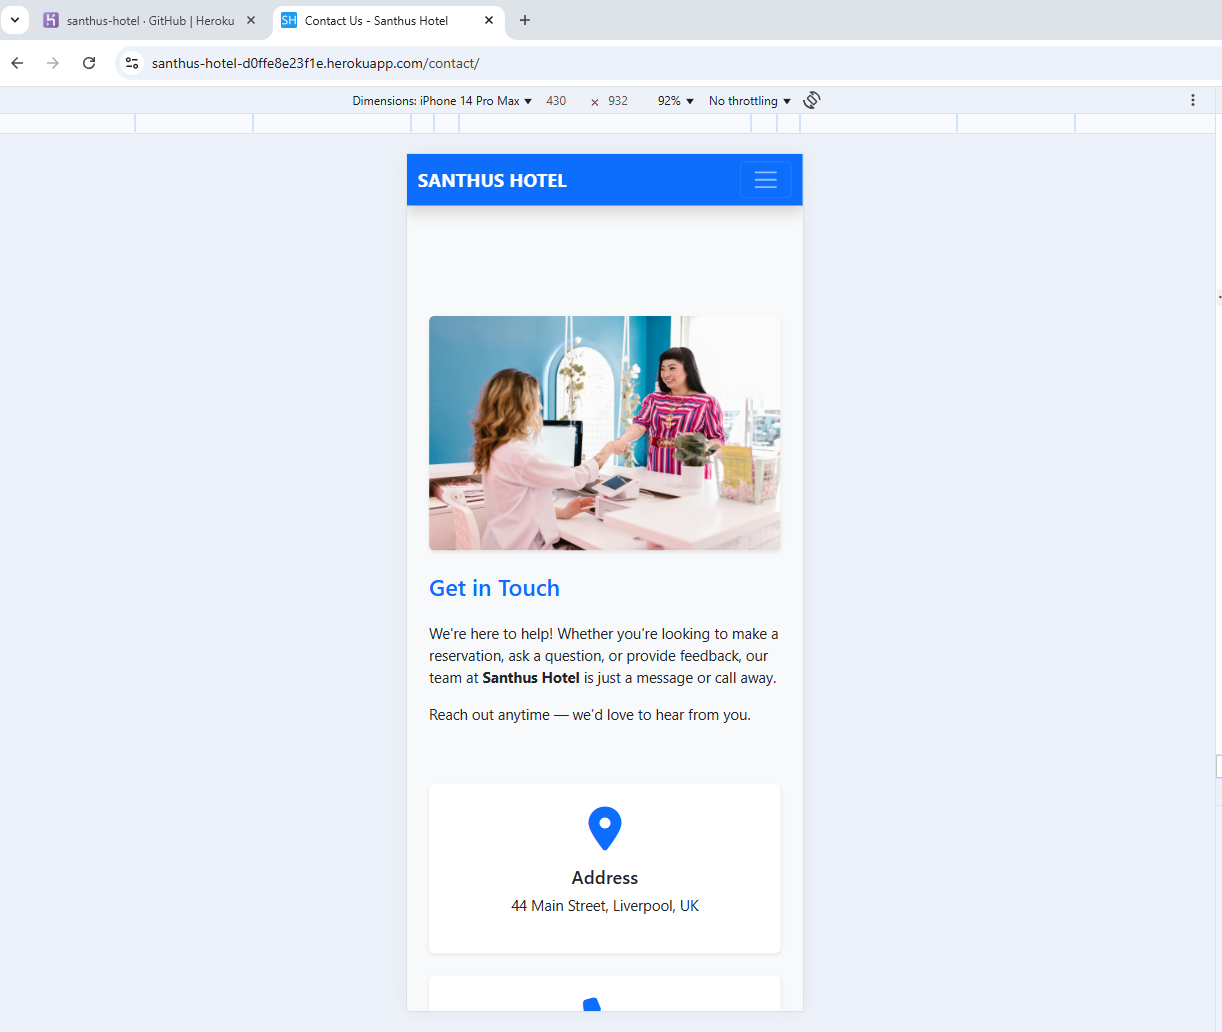 santhus-hotel · GitHub | Heroku
SH Contact Us - Santhus Hotel
santhus-hotel-d0ffe8e23f1e.herokuapp.com/contact/
Dimensions: iPhone 14 Pro Max 430 × 932 92% No throttling
SANTHUS HOTEL
Get in Touch
We're here to help! Whether you're looking to make a
reservation, ask a question, or provide feedback, our
team at Santhus Hotel is just a message or call away.
Reach out anytime — we’d love to hear from you.
Address
44 Main Street, Liverpool, UK